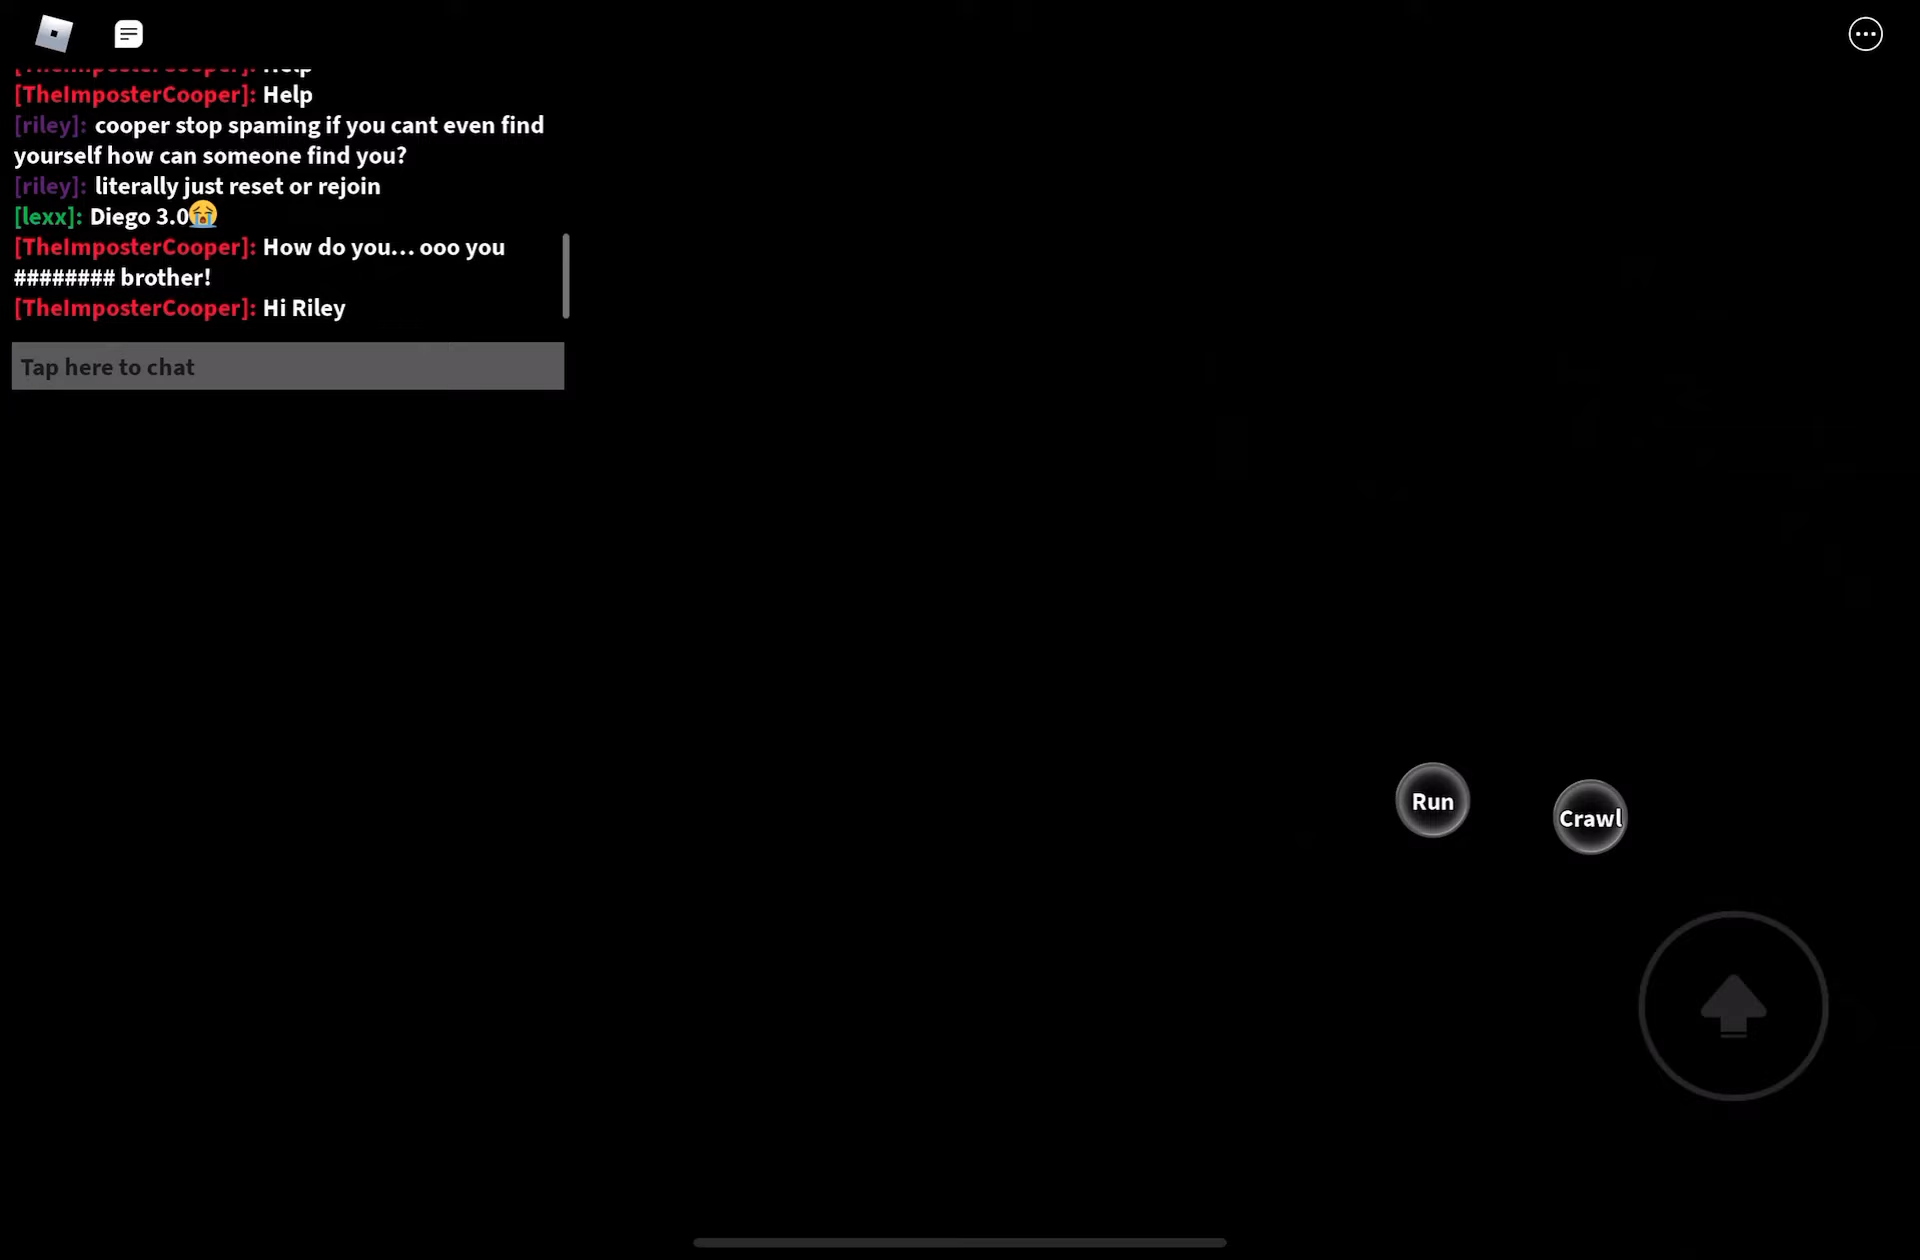 [TheImposterCooper]: Help
[TheImposterCooper]: Help
[riley]: cooper stop spaming if you cant even find
yourself how can someone find you?
[riley]: literally just reset or rejoin
[lexx]: Diego 3.0😭
[TheImposterCooper]: How do you... ooo you
######## brother!
[TheImposterCooper]: Hi Riley
Tap here to chat
Run
Crawl